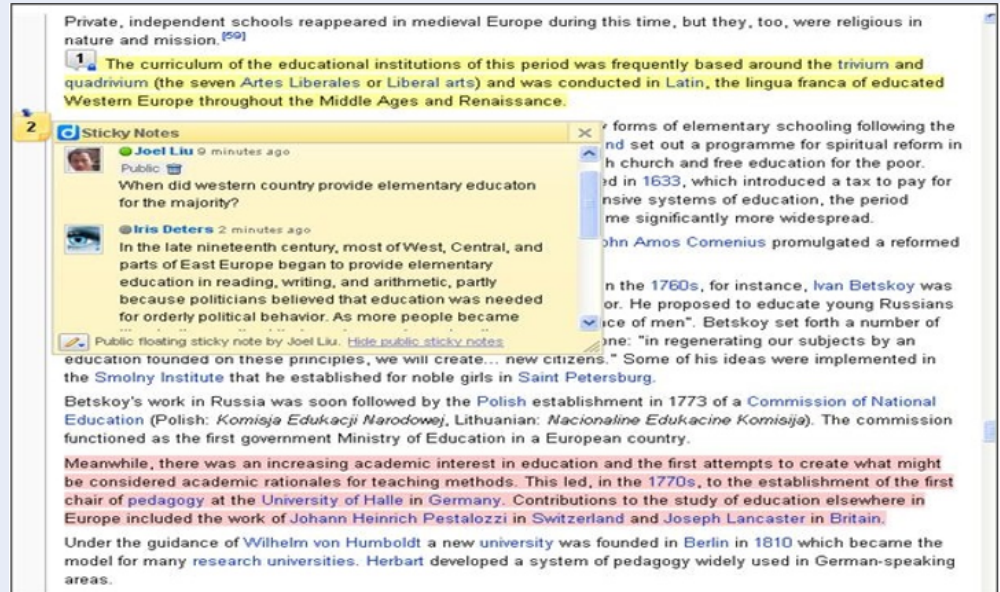 Private, independent schools reappeared in medieval Europe during this time, but they, too, were religious in
nature and mission.[59]
1 The curriculum of the educational institutions of this period was frequently based around the trivium and
quadrivium (the seven Artes Liberales or Liberal arts) and was conducted in Latin, the lingua franca of educated
Western Europe throughout the Middle Ages and Renaissance.
2
Sticky Notes
Joel Liu 9 minutes ago
Public
When did western country provide elementary educaton
for the majority?
Iris Deters 2 minutes ago
In the late nineteenth century, most of West, Central, and
parts of East Europe began to provide elementary
education in reading, writing, and arithmetic, partly
because politicians believed that education was needed
for orderly political behavior. As more people became
Public floating sticky note by Joel Liu. Hide public sticky notes
forms of elementary schooling following the
nd set out a programme for spiritual reform in
h church and free education for the poor.
ed in 1633, which introduced a tax to pay for
nsive systems of education, the period
me significantly more widespread.
ohn Amos Comenius promulgated a reformed
n the 1760s, for instance, Ivan Betskoy was
or. He proposed to educate young Russians
ce of men". Betskoy set forth a number of
one: "in regenerating our subjects by an
education founded on these principles, we will create... new citizens." Some of his ideas were implemented in
the Smolny Institute that he established for noble girls in Saint Petersburg.
Betskoy's work in Russia was soon followed by the Polish establishment in 1773 of a Commission of National
Education (Polish: Komisja Edukacji Narodowej, Lithuanian: Nacionaline Edukacine Komisija). The commission
functioned as the first government Ministry of Education in a European country.
Meanwhile, there was an increasing academic interest in education and the first attempts to create what might
be considered academic rationales for teaching methods. This led, in the 1770s, to the establishment of the first
chair of pedagogy at the University of Halle in Germany. Contributions to the study of education elsewhere in
Europe included the work of Johann Heinrich Pestalozzi in Switzerland and Joseph Lancaster in Britain.
Under the guidance of Wilhelm von Humboldt a new university was founded in Berlin in 1810 which became the
model for many research universities. Herbart developed a system of pedagogy widely used in German-speaking
areas.